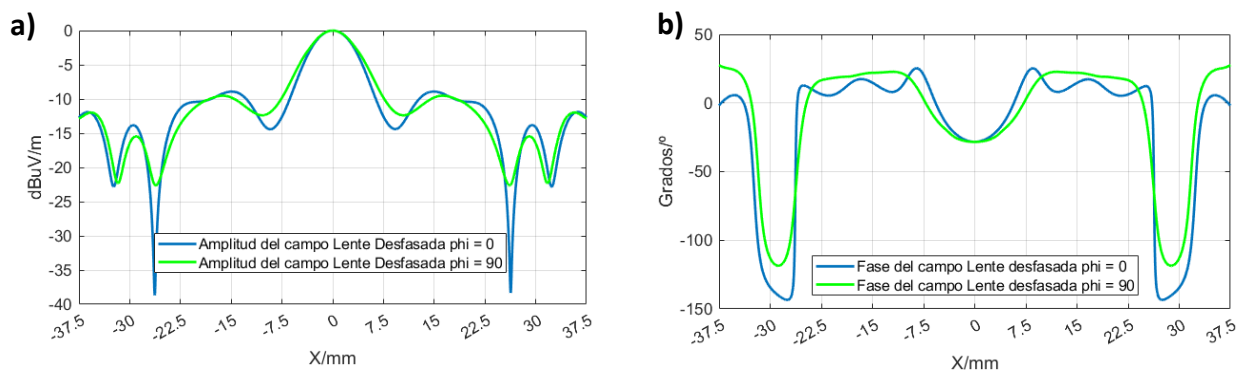 a)
0
-5
-10
-15
-20
-25
-30
-35
-40
dBuV/m
Amplitud del campo Lente Desfasada phi = 0
Amplitud del campo Lente Desfasada phi = 90
-37.5 -30 -22.5 -15 -7.5 0 7.5 15 22.5 30 37.5
X/mm
b)
50
0
-50
-100
-150
Grados/º
Fase del campo Lente desfasada phi = 0
Fase del campo Lente desfasada phi = 90
-37.5 -30 -22.5 -15 -7.5 0 7.5 15 22.5 30 37.5
X/mm